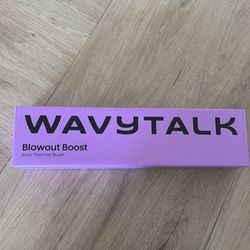 WAVYTALK
Blowout Boost
Ionic Thermal Brush